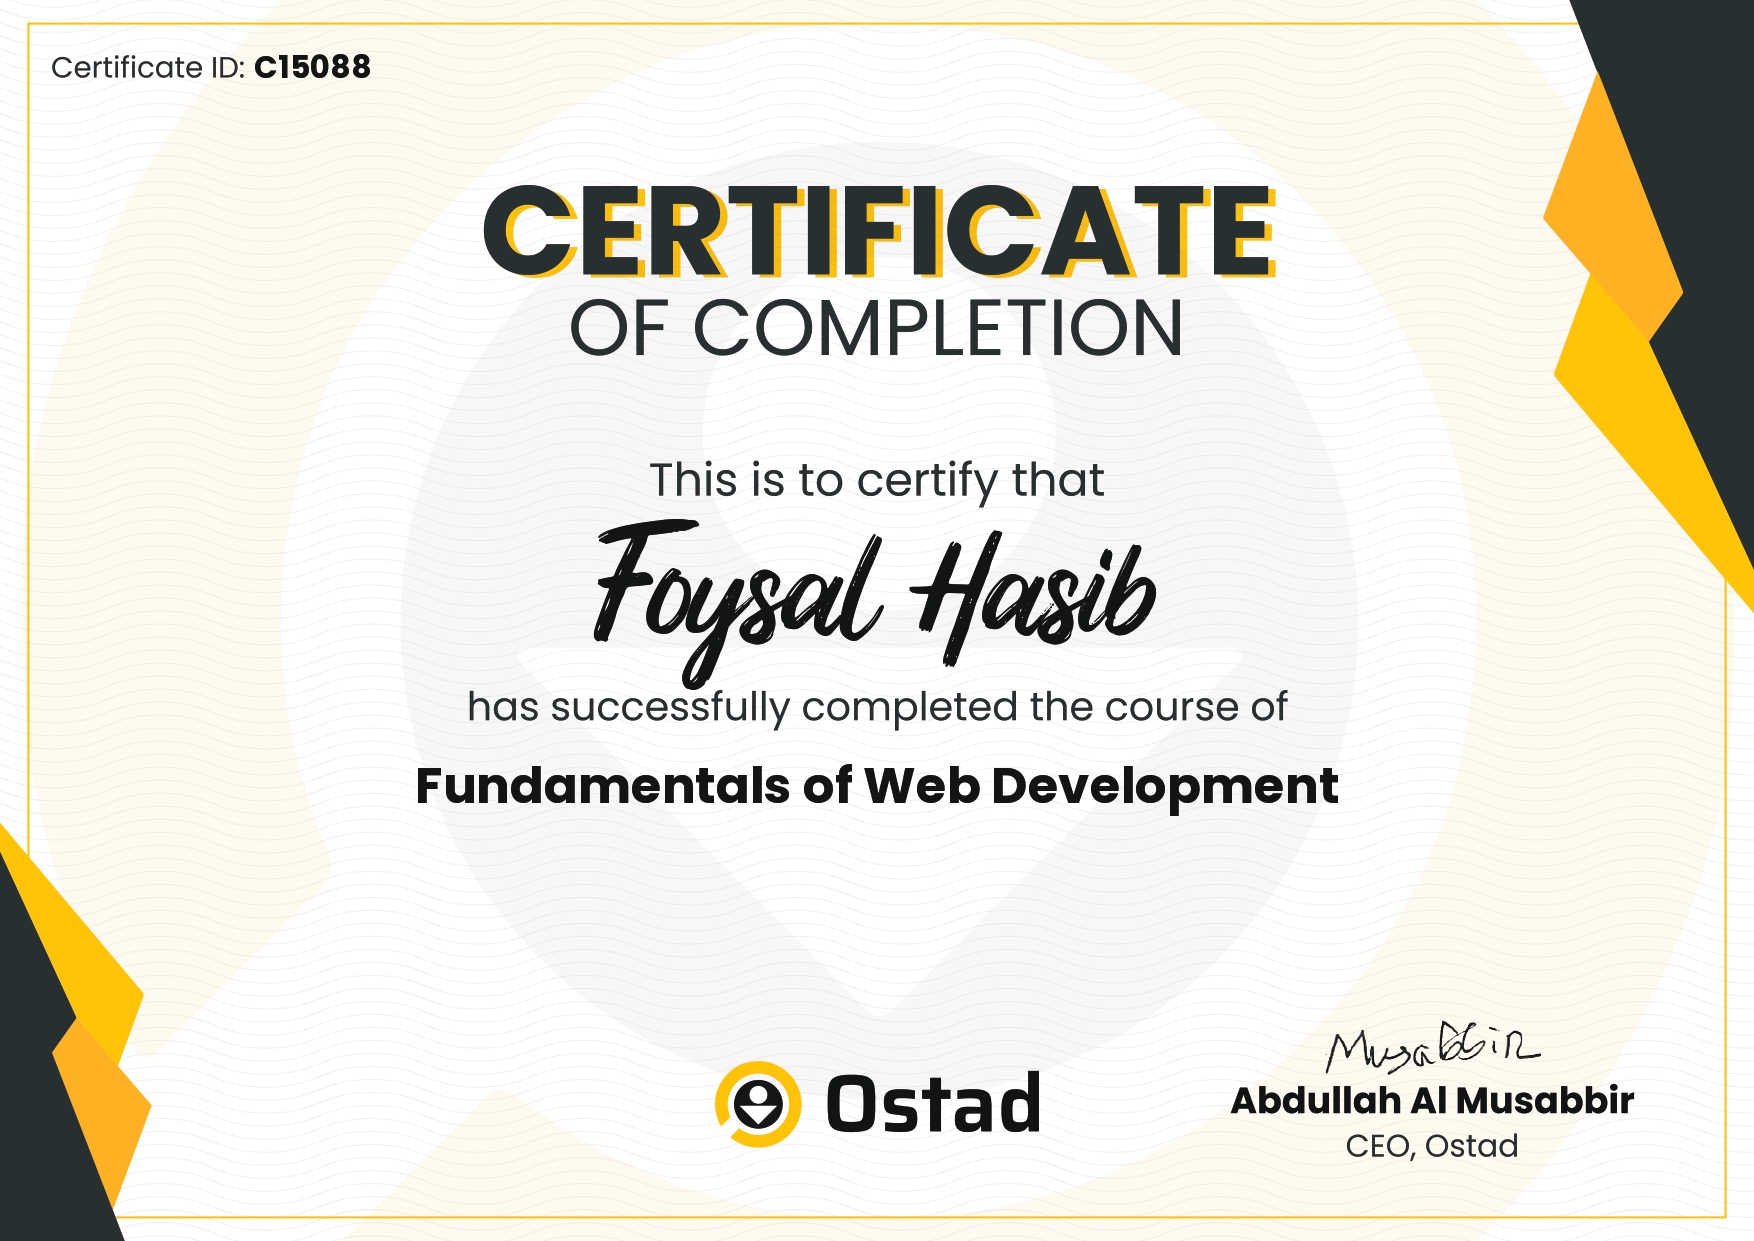 Certificate ID: C15088
CERTIFICATE
OF COMPLETION
This is to certify that
Foysal Hasib
has successfully completed the course of
Fundamentals of Web Development
Ostad
Musabbir
Abdullah Al Musabbir
CEO, Ostad